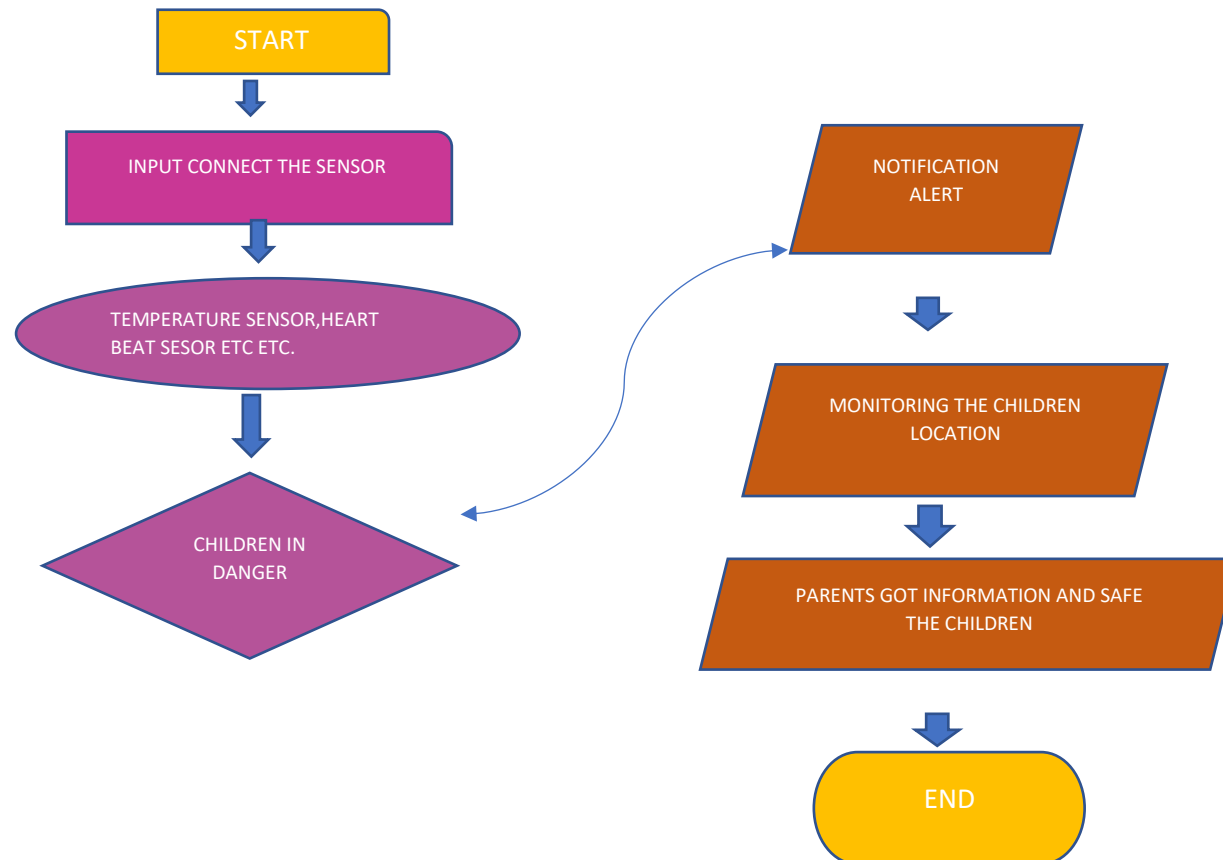 START
INPUT CONNECT THE SENSOR
TEMPERATURE SENSOR,HEART
BEAT SESOR ETC ETC.
CHILDREN IN
DANGER
NOTIFICATION
ALERT
MONITORING THE CHILDREN
LOCATION
PARENTS GOT INFORMATION AND SAFE
THE CHILDREN
END